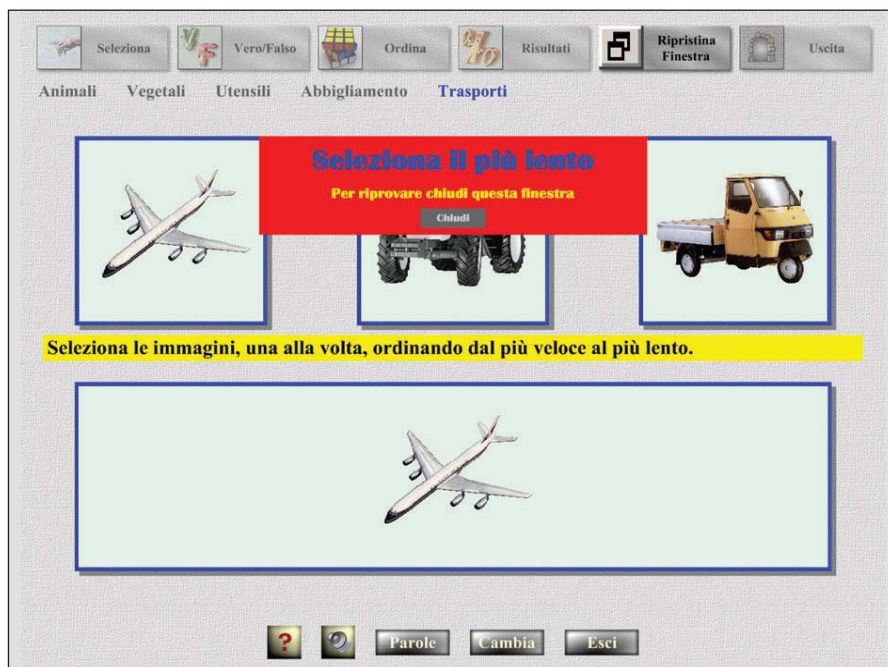 Seleziona
Vero/Falso
Ordina
Risultati
Ripristina
Finestra
Uscita
Animali Vegetali Utensili Abbigliamento Trasporti
Seleziona il più lento
Per riprovare chiudi questa finestra
Chiudi
Seleziona le immagini, una alla volta, ordinando dal più veloce al più lento.
? Parole Cambia Esci